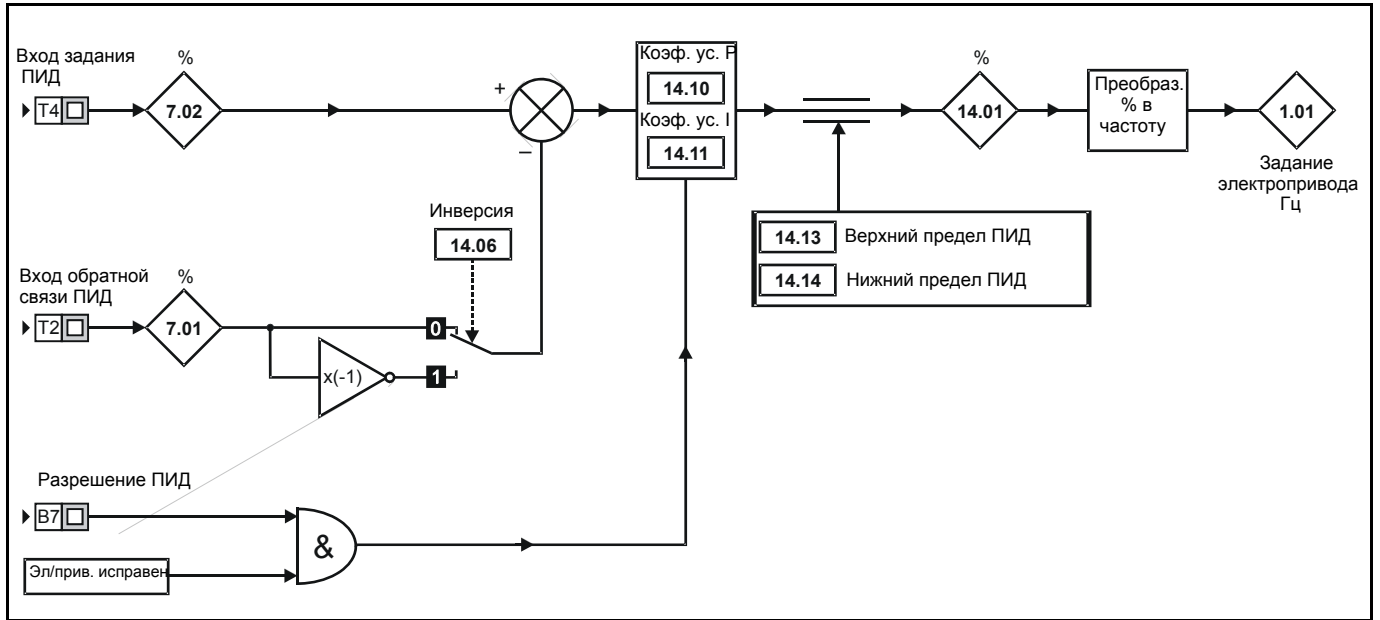 Вход задания
ПИД
T4
%
7.02
+
–
Коэф. ус. P
14.10
Коэф. ус. I
14.11
%
14.01
Преобраз.
% в
частоту
1.01
Задание
электропривода
Гц
14.13 Верхний предел ПИД
14.14 Нижний предел ПИД
Инверсия
14.06
Вход обратной
связи ПИД
T2
%
7.01
0
x(-1)
1
Разрешение ПИД
B7
&
Эл/прив. исправен